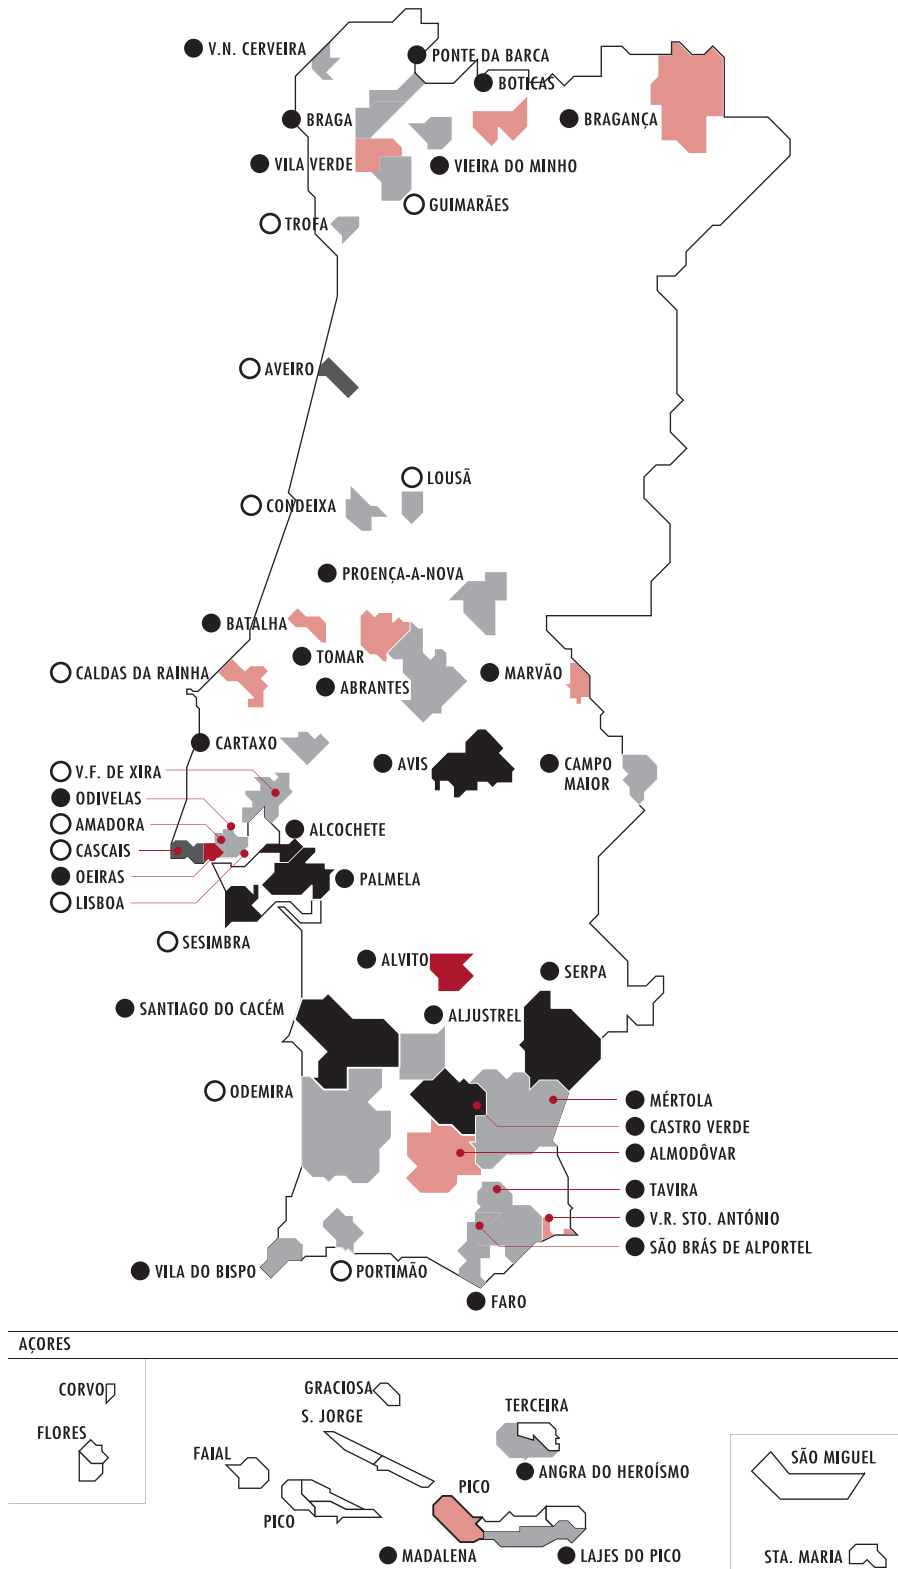 V.N. CERVEIRA
PONTE DA BARCA
BOTICAS
BRAGA
BRAGANÇA
VILA VERDE
VIEIRA DO MINHO
GUIMARÃES
TROFA
AVEIRO
LOUSÃ
CONDEIXA
PROENÇA-A-NOVA
BATALHA
TOMAR
CALDAS DA RAINHA
MARVÃO
ABRANTES
CARTAXO
AVIS
CAMPO
MAIOR
V.F. DE XIRA
ODIVELAS
AMADORA
ALCOCHETE
CASCAIS
OEIRAS
PALMELA
LISBOA
SESIMBRA
ALVITO
SERPA
SANTIAGO DO CACÉM
ALJUSTREL
ODEMIRA
MÉRTOLA
CASTRO VERDE
ALMODÔVAR
TAVIRA
V.R. STO. ANTÓNIO
SÃO BRÁS DE ALPORTEL
VILA DO BISPO
PORTIMÃO
FARO
AÇORES
CORVO
GRACIOSA
S. JORGE
TERCEIRA
FLORES
FAIAL
SÃO MIGUEL
ANGRA DO HEROÍSMO
PICO
PICO
MADALENA
LAJES DO PICO
STA. MARIA